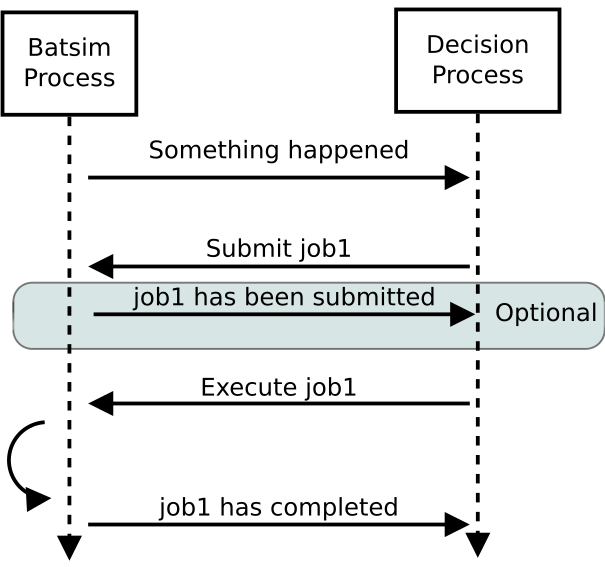 Batsim
Process
Decision
Process
Something happened
Submit job1
job1 has been submitted
Optional
Execute job1
job1 has completed